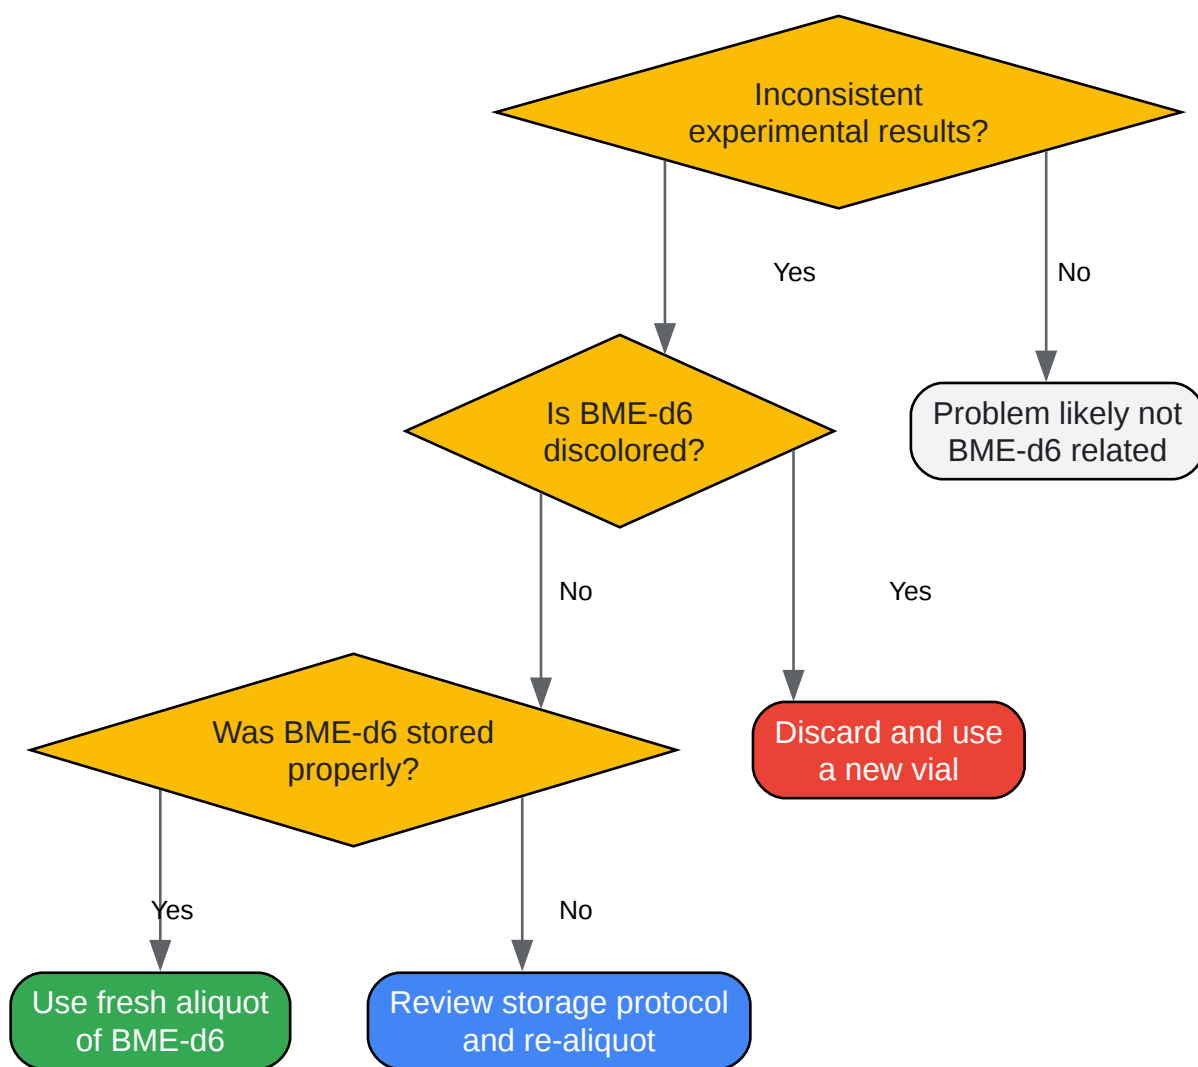 Inconsistent
experimental results?
Yes
No
Is BME-d6
discolored?
Problem likely not
BME-d6 related
No
Yes
Was BME-d6 stored
properly?
Discard and use
a new vial
Yes
No
Use fresh aliquot
of BME-d6
Review storage protocol
and re-aliquot